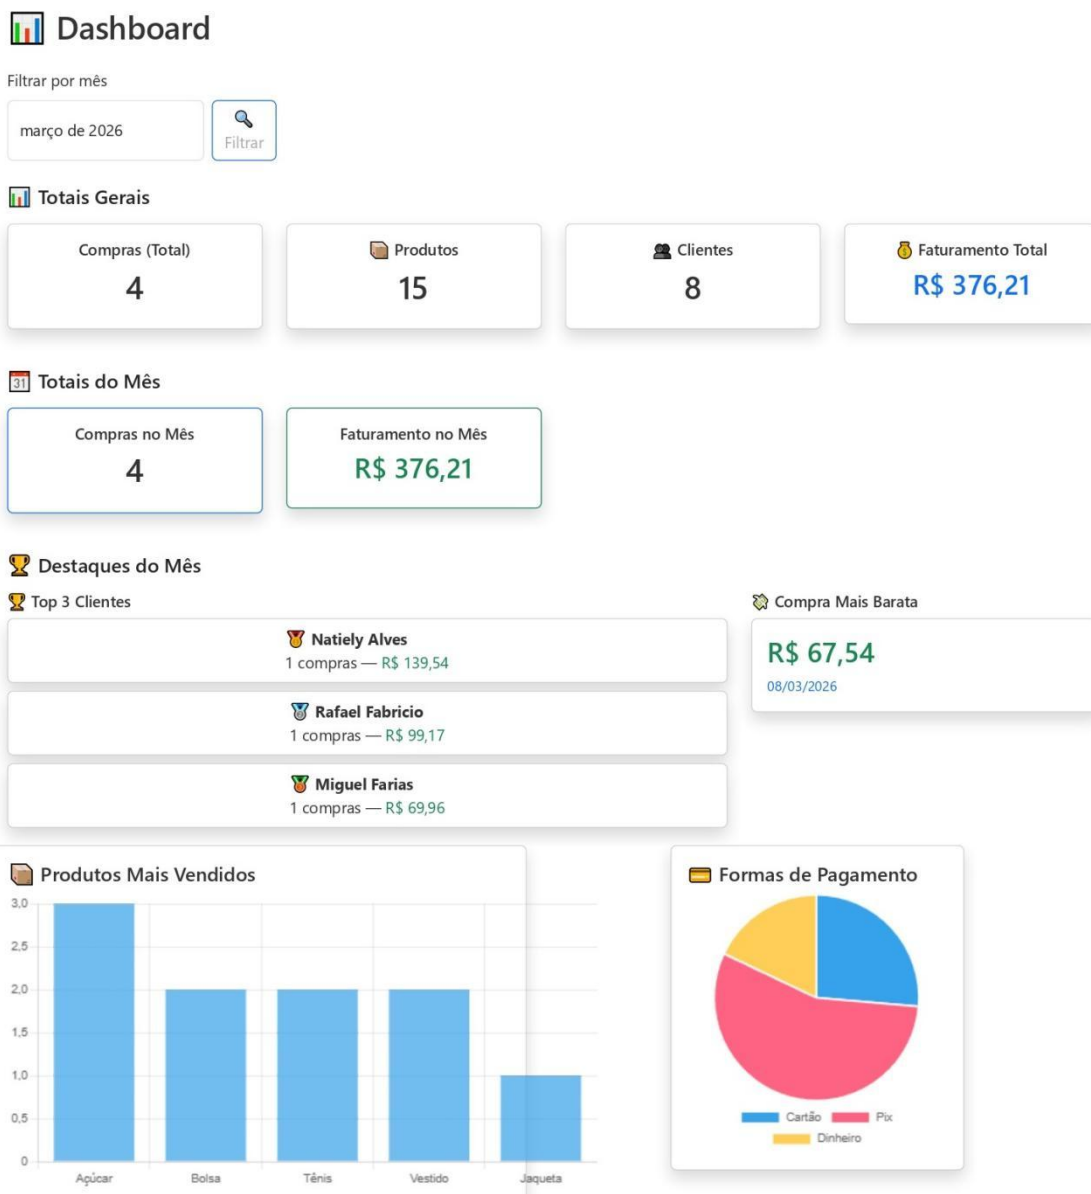 Dashboard
Filtrar por mês
março de 2026
Filtrar
Totais Gerais
Compras (Total)
4
Produtos
15
Clientes
8
Faturamento Total
R$ 376,21
31
Totais do Mês
Compras no Mês
4
Faturamento no Mês
R$ 376,21
Destaques do Mês
Top 3 Clientes
Natiely Alves
1 compras — R$ 139,54
Rafael Fabricio
1 compras — R$ 99,17
Miguel Farias
1 compras — R$ 69,96
Compra Mais Barata
R$ 67,54
08/03/2026
Produtos Mais Vendidos
3,0
2,5
2,0
1,5
1,0
0,5
0
Açúcar Bolsa Tênis Vestido Jaqueta
Formas de Pagamento
Cartão Pix
Dinheiro